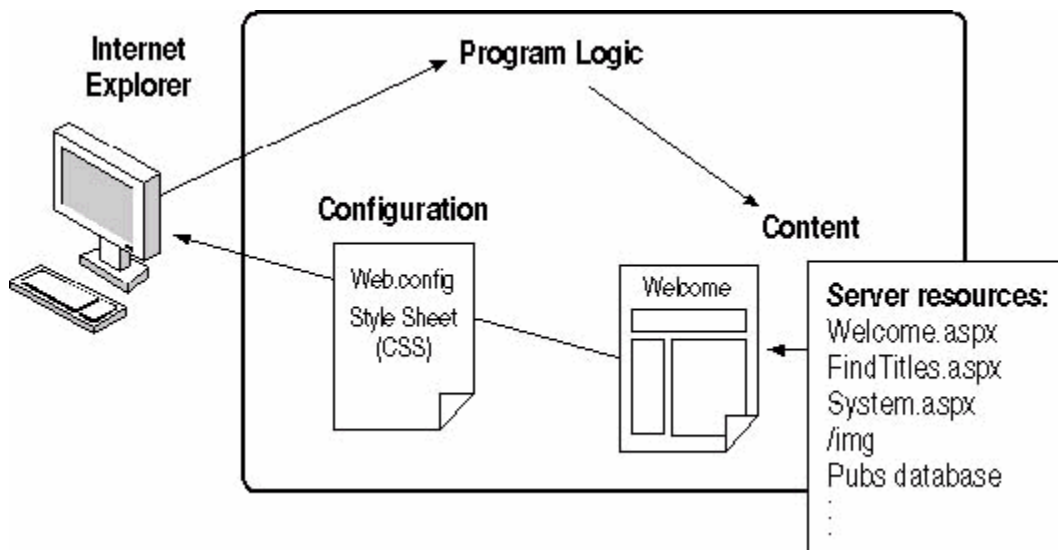 Internet
Explorer
Program Logic
Configuration
Web.config
Style Sheet
(CSS)
Content
Welcome
Server resources:
Welcome.aspx
FindTitles.aspx
System.aspx
/img
Pubs database
:
: